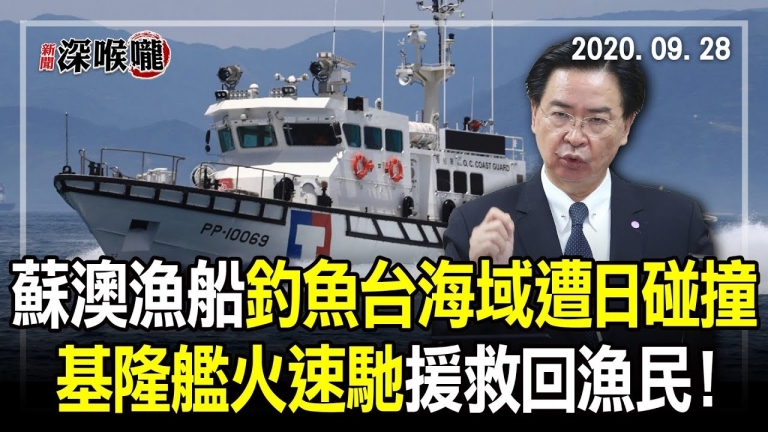 新聞深喉嚨
2020. 09. 28
O.C. COAST GUARD
PP-10069
蘇澳漁船釣魚台海域遭日碰撞
基隆艦火速馳援救回漁民!